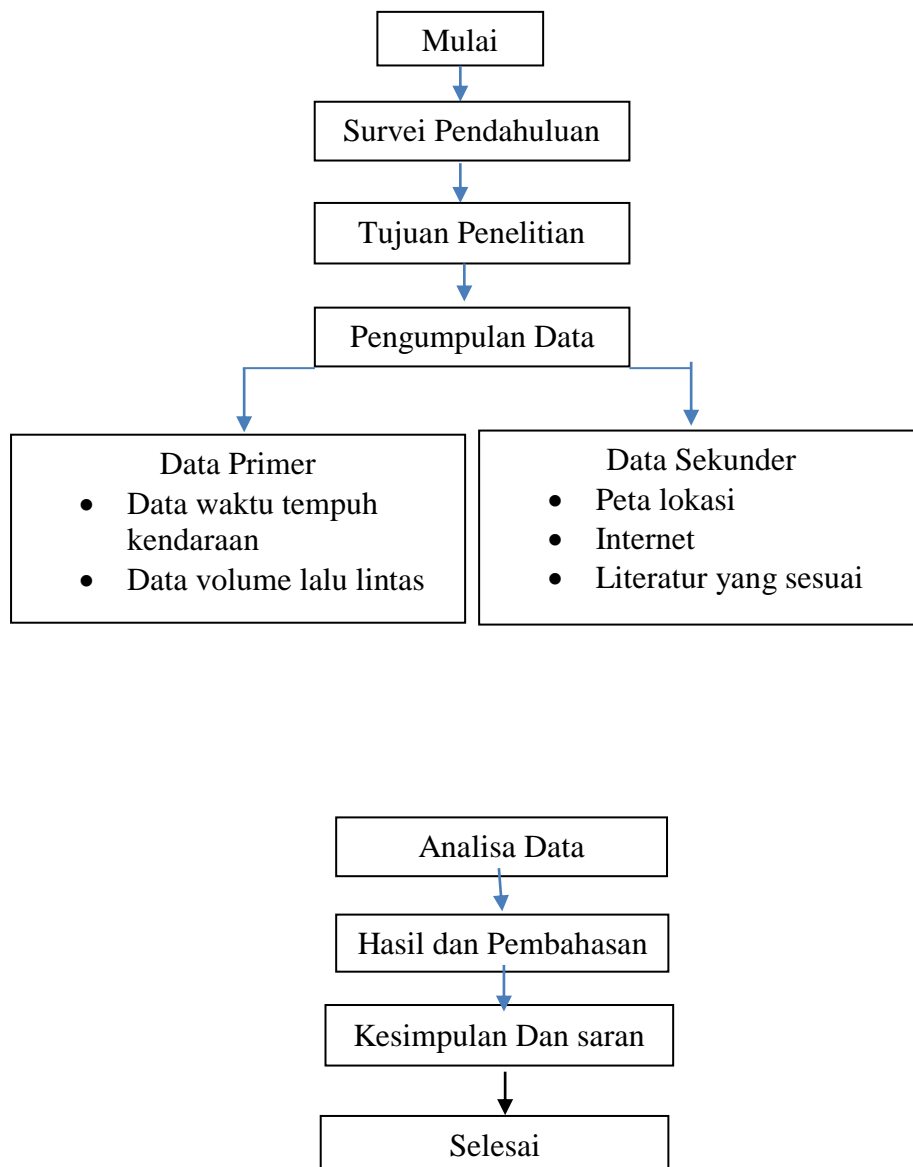 Mulai
Survei Pendahuluan
Tujuan Penelitian
Pengumpulan Data
Data Primer
• Data waktu tempuh
kendaraan
• Data volume lalu lintas
Data Sekunder
• Peta lokasi
• Internet
• Literatur yang sesuai
Analisa Data
Hasil dan Pembahasan
Kesimpulan Dan saran
Selesai